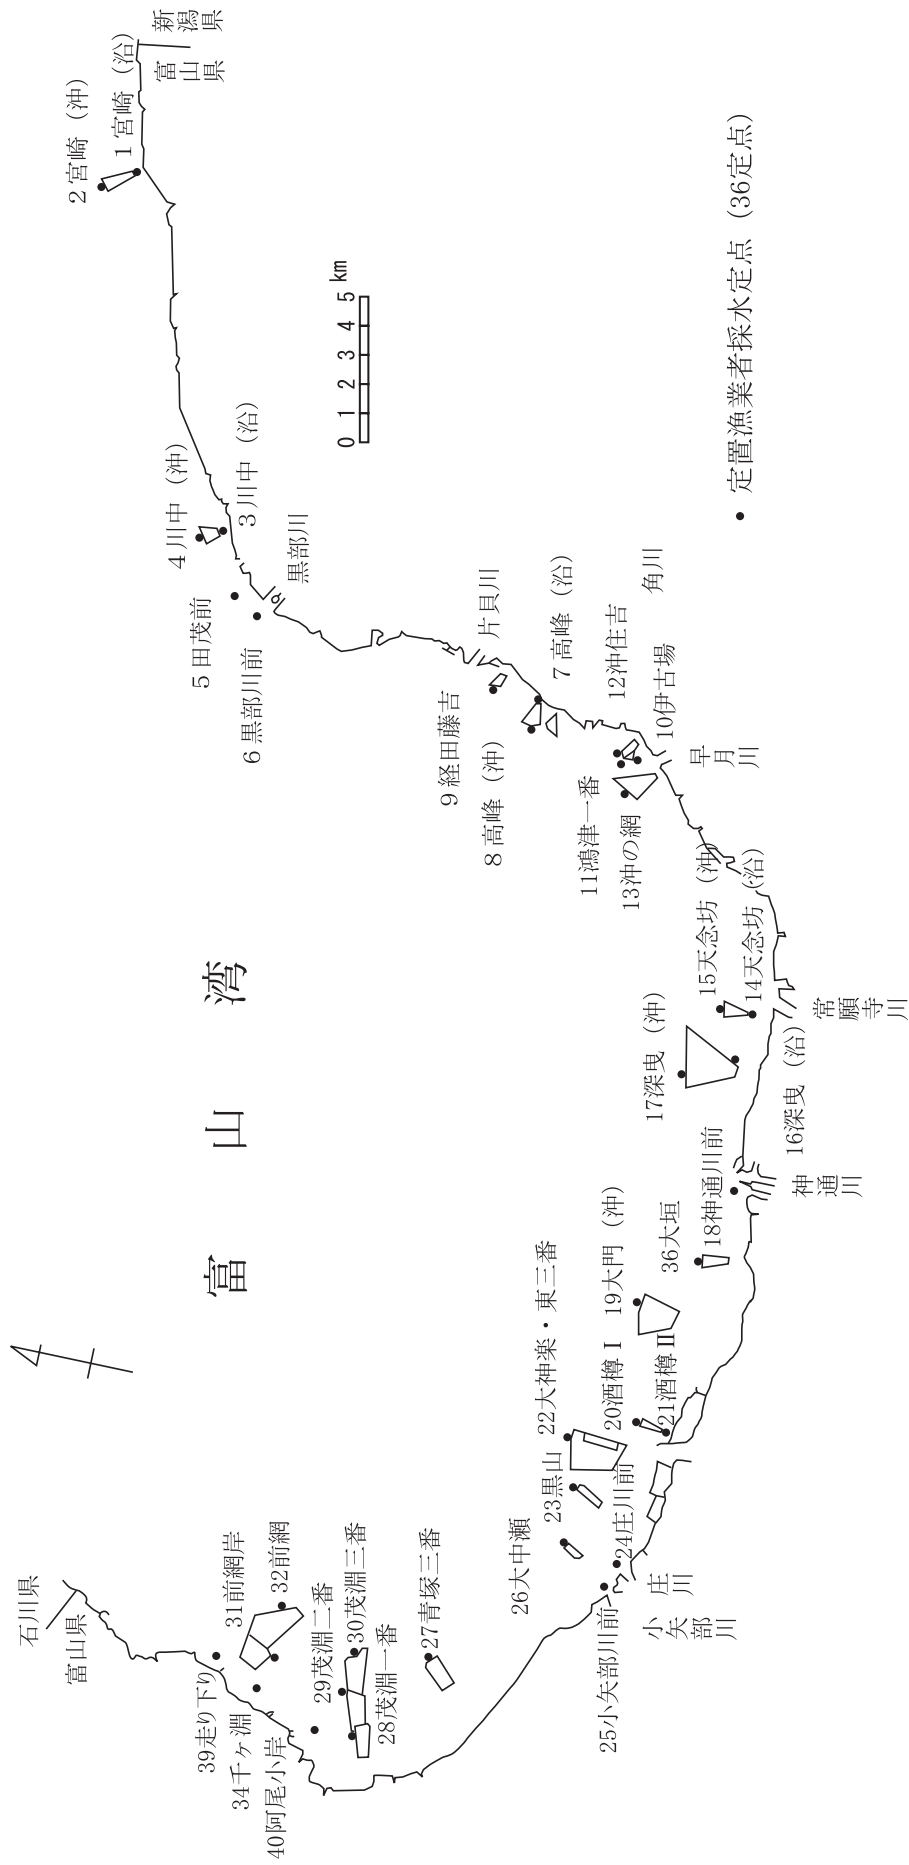 石川県
富山県
39走り下り
34千ヶ淵
40阿尾小岸
31前網岸
32前網
29茂淵二番
30茂淵三番
28茂淵一番
27青塚三番
26大中瀬
25小矢部川前
小矢部川
庄川
24庄川前
23黒山
22大神楽・東三番
20酒樽Ⅰ
21酒樽Ⅱ
19大門（沖）
36大垣
18神通川前
神通川
17深曳（沖）
16深曳（沿）
常願寺川
15天念坊（沖）
14天念坊（沿）
13沖の網
11鴻津一番
早月川
10伊古場
12沖住吉
角川
8高峰（沖）
7高峰（沿）
9経田藤吉
片貝川
6黒部川前
5田茂前
黒部川
4川中（沖）
3川中（沿）
2宮崎（沖）
1宮崎（沿）
富山県
新潟県
富山湾
0 1 2 3 4 5 km
● 定置漁業者採水定点（36定点）